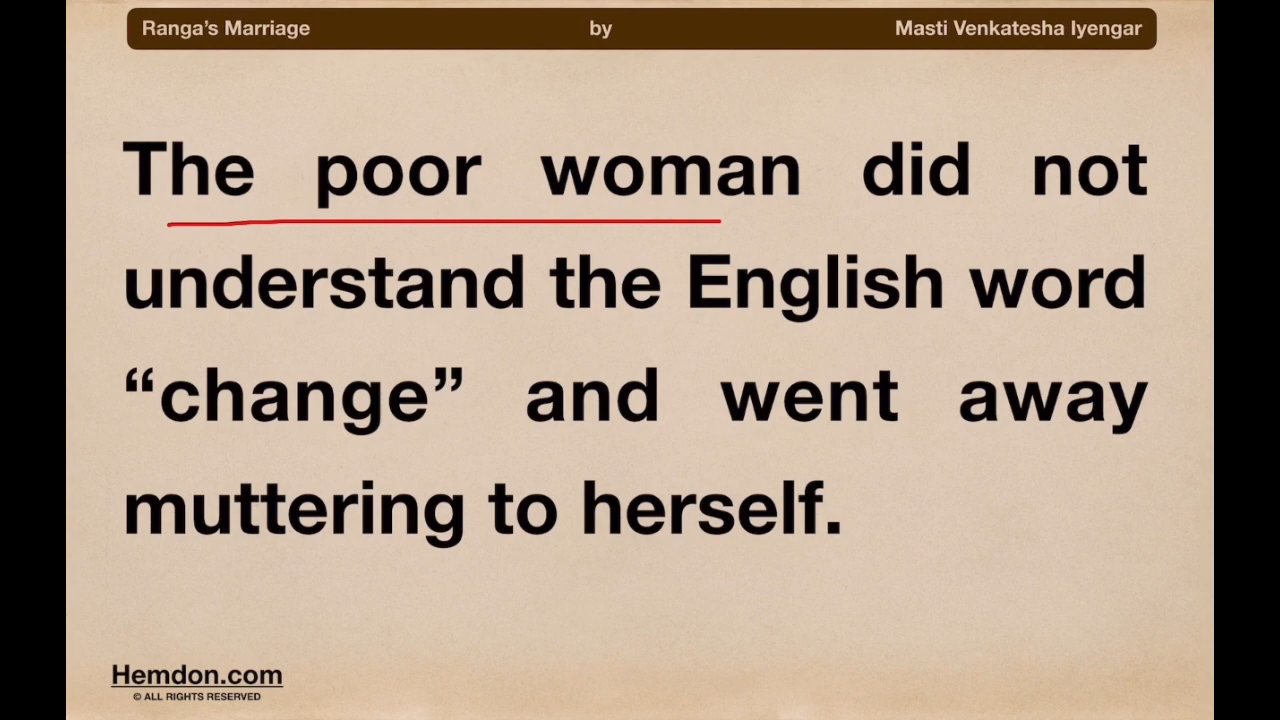 Ranga's Marriage by Masti Venkatesha Iyengar
The poor woman did not
understand the English word
“change” and went away
muttering to herself.
Hemdon.com
© ALL RIGHTS RESERVED